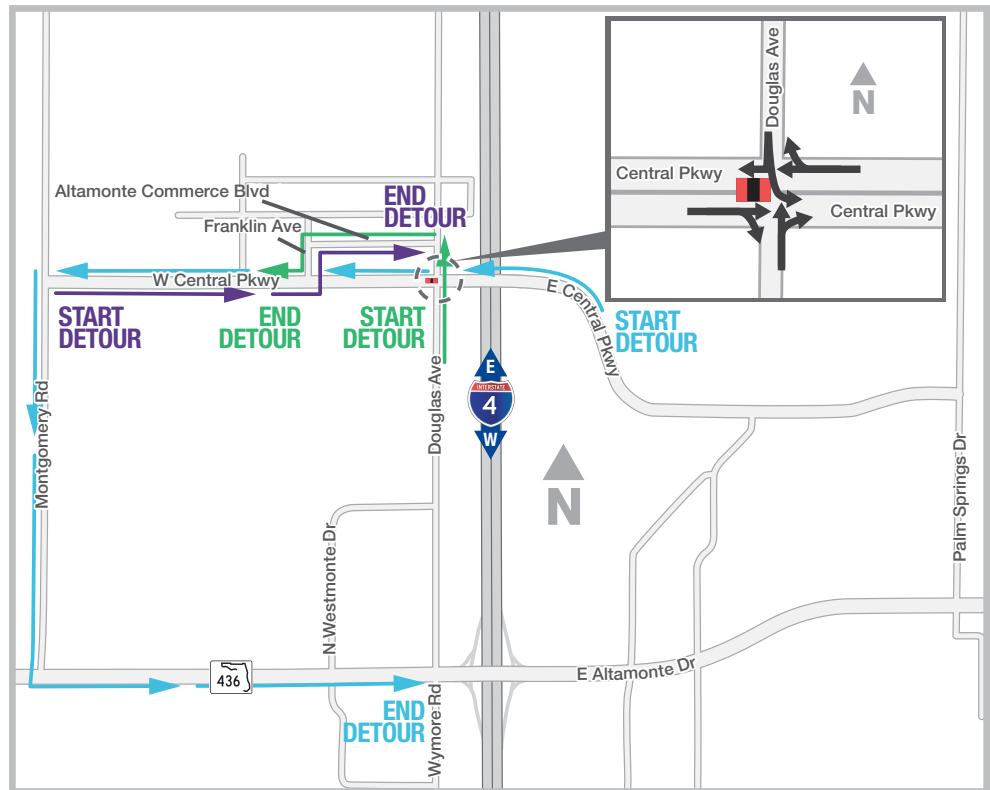 Douglas Ave
N
Central Pkwy
Central Pkwy
Altamonte Commerce Blvd
END
DETOUR
Franklin Ave
W Central Pkwy
E Central Pkwy
START
DETOUR
END
DETOUR
START
DETOUR
START
DETOUR
E
INTERSTATE
4
W
Douglas Ave
Montgomery Rd
N
Palm Springs Dr
N Westmonte Dr
436
E Altamonte Dr
END
DETOUR
Wymore Rd